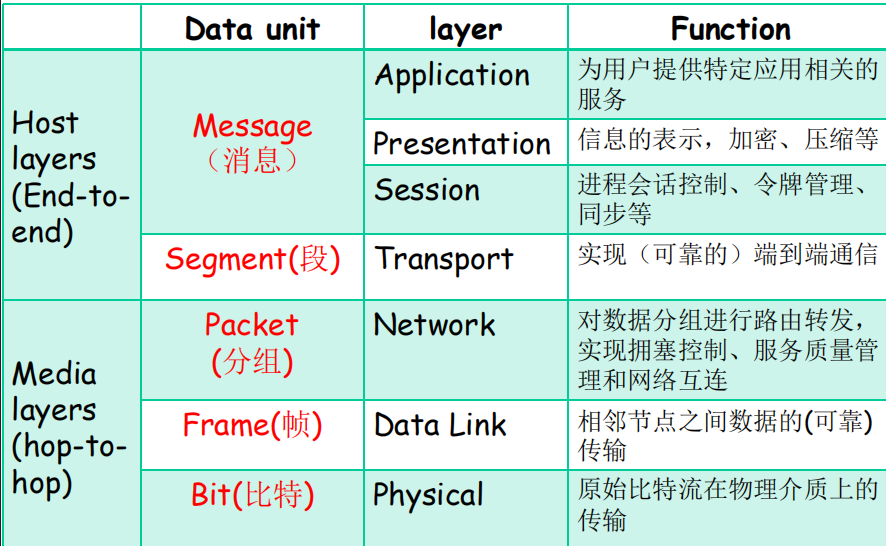 Data unit layer Function
Host
layers
(End-to-
end)
Message
（消息）
Application
为用户提供特定应用相关的
服务
Presentation
信息的表示，加密、压缩等
Session
进程会话控制、令牌管理、
同步等
Segment(段)
Transport
实现（可靠的）端到端通信
Media
layers
(hop-to-
hop)
Packet
(分组)
Network
对数据分组进行路由转发，
实现拥塞控制、服务质量管
理和网络互连
Frame(帧)
Data Link
相邻节点之间数据的(可靠)
传输
Bit(比特)
Physical
原始比特流在物理介质上的
传输